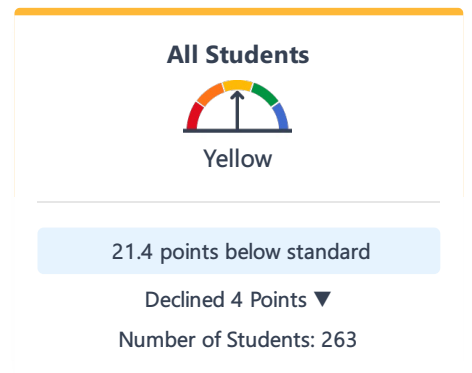 All Students
Yellow
21.4 points below standard
Declined 4 Points ▼
Number of Students: 263